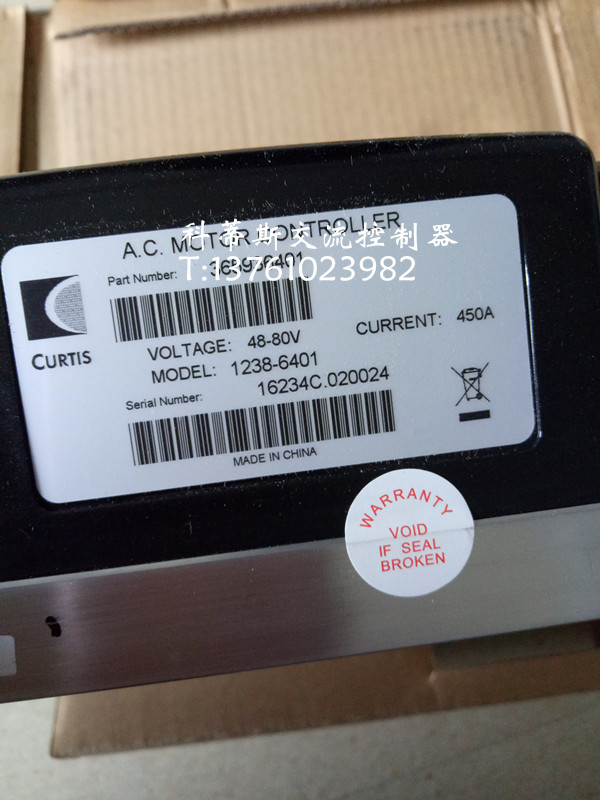 A.C. MOTOR CONTROLLER
科蒂斯交流控制器
Part Number: 365936401
T:13761023982
CURTIS
VOLTAGE: 48-80V
CURRENT: 450A
MODEL: 1238-6401
Serial Number: 16234C.020024
MADE IN CHINA
WARRANTY
VOID
IF SEAL
BROKEN